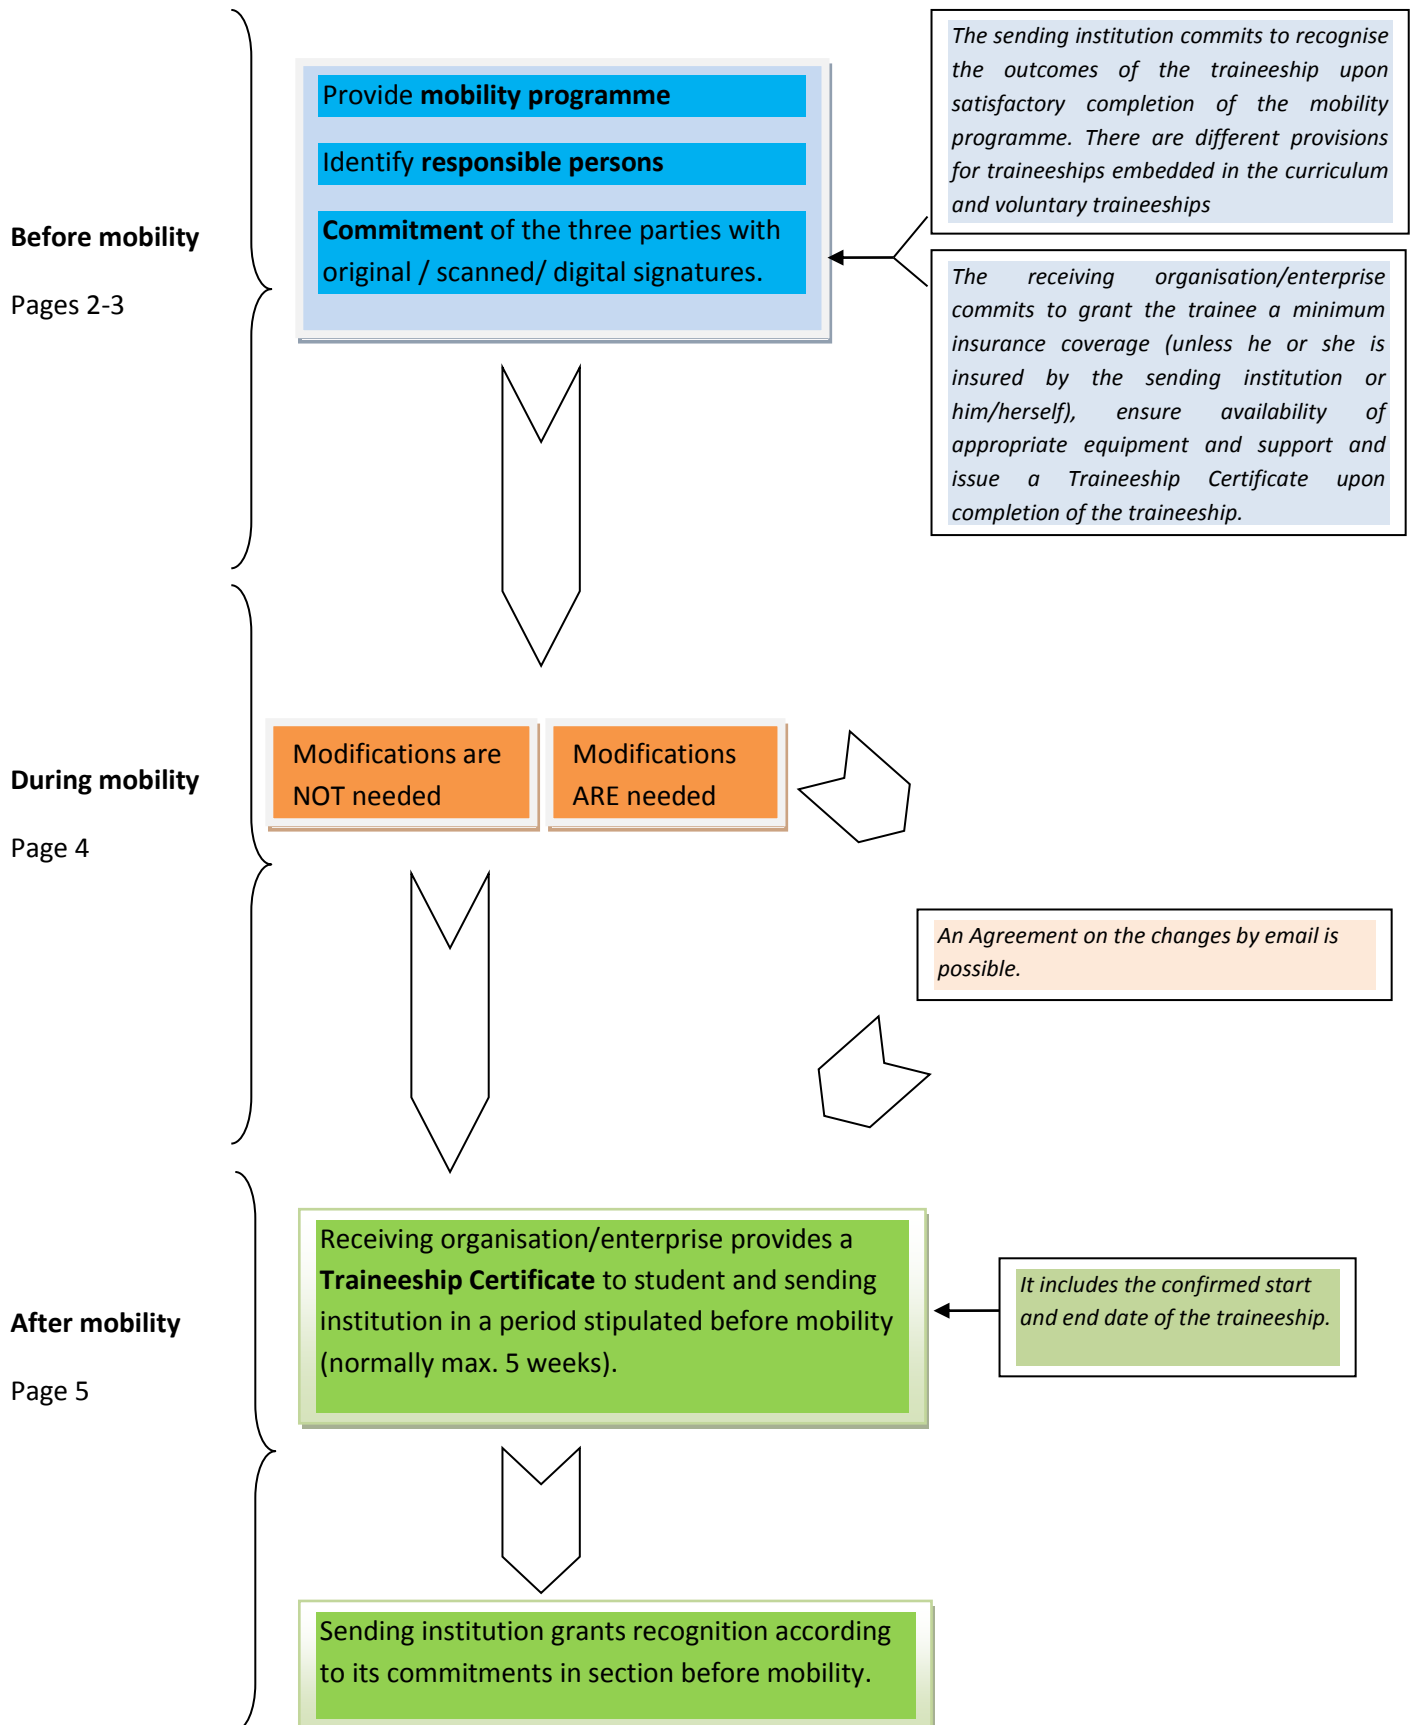 Before mobility
Pages 2-3
Provide mobility programme
Identify responsible persons
Commitment of the three parties with
original / scanned/ digital signatures.
The sending institution commits to recognise
the outcomes of the traineeship upon
satisfactory completion of the mobility
programme. There are different provisions
for traineeships embedded in the curriculum
and voluntary traineeships
The receiving organisation/enterprise
commits to grant the trainee a minimum
insurance coverage (unless he or she is
insured by the sending institution or
him/herself), ensure availability of
appropriate equipment and support and
issue a Traineeship Certificate upon
completion of the traineeship.
During mobility
Page 4
Modifications are
NOT needed
Modifications
ARE needed
An Agreement on the changes by email is
possible.
After mobility
Page 5
Receiving organisation/enterprise provides a
Traineeship Certificate to student and sending
institution in a period stipulated before mobility
(normally max. 5 weeks).
It includes the confirmed start
and end date of the traineeship.
Sending institution grants recognition according
to its commitments in section before mobility.